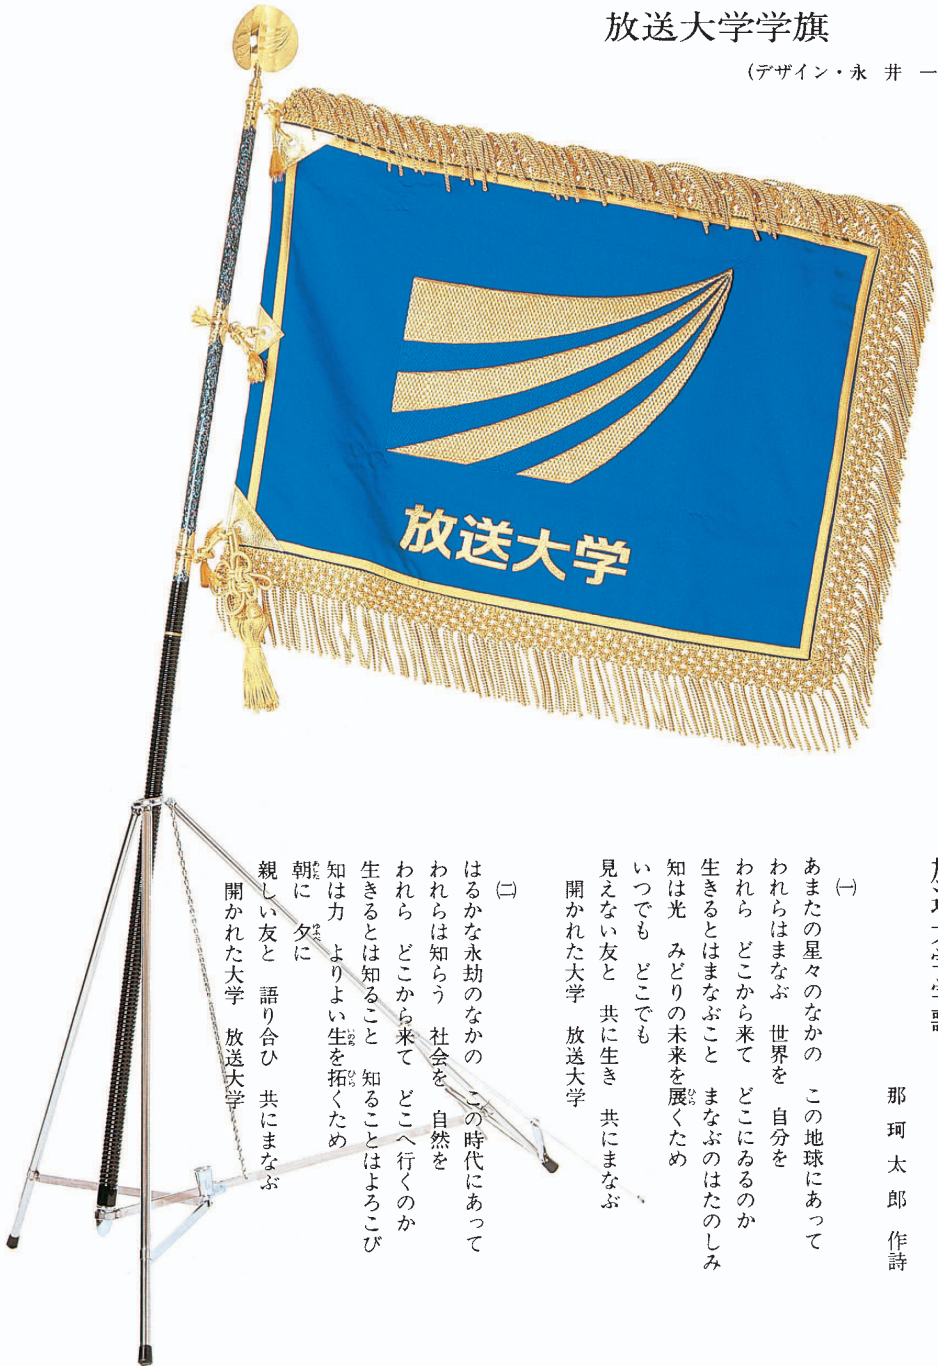 放送大学学旗
(デザイン・永井一
放送大学
那珂太郎 作詩
㈠
あまたの星々のなかの この地球にあって
われらはまなぶ 世界を 自分を
われら どこから来て どこにゐるのか
生きるとはまなぶこと まなぶのはたのしみ
知は光 みどりの未来を展くため
いつでも どこでも
見えない友と 共に生き 共にまなぶ
開かれた大学 放送大学
㈡
はるかな永劫のなかの この時代にあって
われらは知らう 社会を 自然を
われら どこから来て どこへ行くのか
生きるとは知ること 知ることはよろこび
知は力 よりよい生を拓くため
朝に 夕に
親しい友と 語り合ひ 共にまなぶ
開かれた大学 放送大学